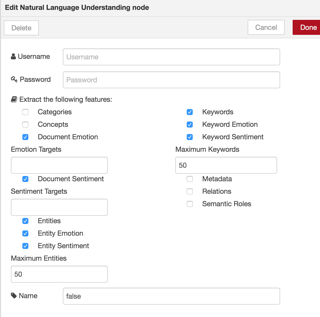 Edit Natural Language Understanding node
Delete Cancel Done
Username Username
Password Password
Extract the following features:
Categories Keywords
Concepts Keyword Emotion
Document Emotion Keyword Sentiment
Emotion Targets Maximum Keywords
50
Document Sentiment Metadata
Sentiment Targets Relations
Semantic Roles
Entities
Entity Emotion
Entity Sentiment
Maximum Entities
50
Name false